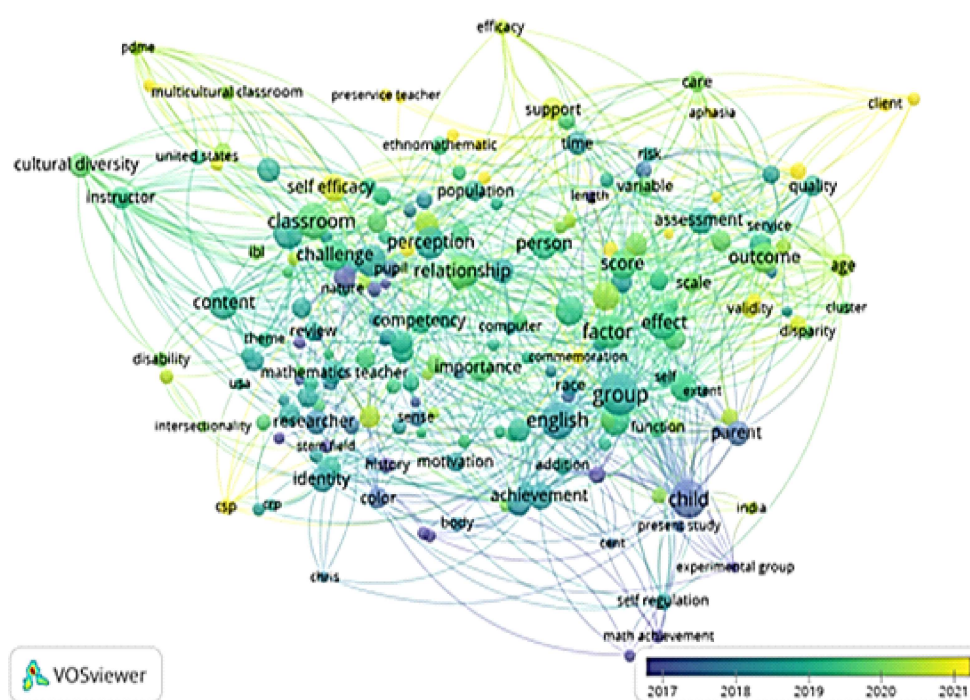 efficacy
pdme
multicultural classroom
preservice teacher
care
client
support
aphasia
ethnomathematic
time
risk
cultural diversity
united states
self efficacy
population
length
variable
quality
instructor
classroom
perception
person
assessment
service
ibl
challenge
pupil
relationship
score
outcome
age
nature
scale
content
competency
computer
factor
effect
validity
cluster
theme
review
disparity
disability
mathematics teacher
importance
commemoration
usa
race
self
extant
group
intersectionality
researcher
sense
english
function
parent
stem field
history
motivation
addition
identity
color
achievement
child
csp
crp
india
body
present study
cent
chris
experimental group
self regulation
math achievement
VOSviewer
2017 2018 2019 2020 2021